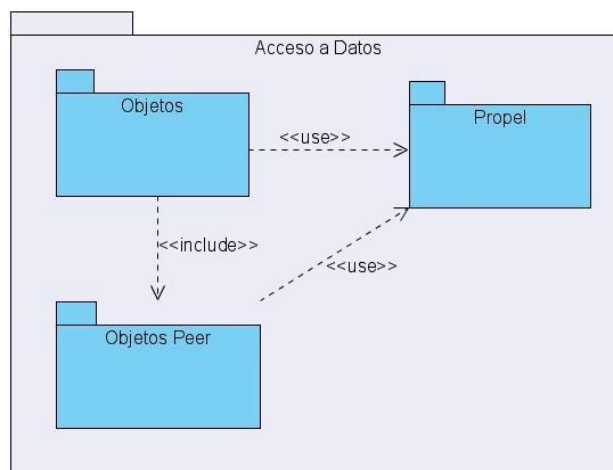 Acceso a Datos
Objetos
Propel
<<use>>
<<include>>
<<use>>
Objetos Peer